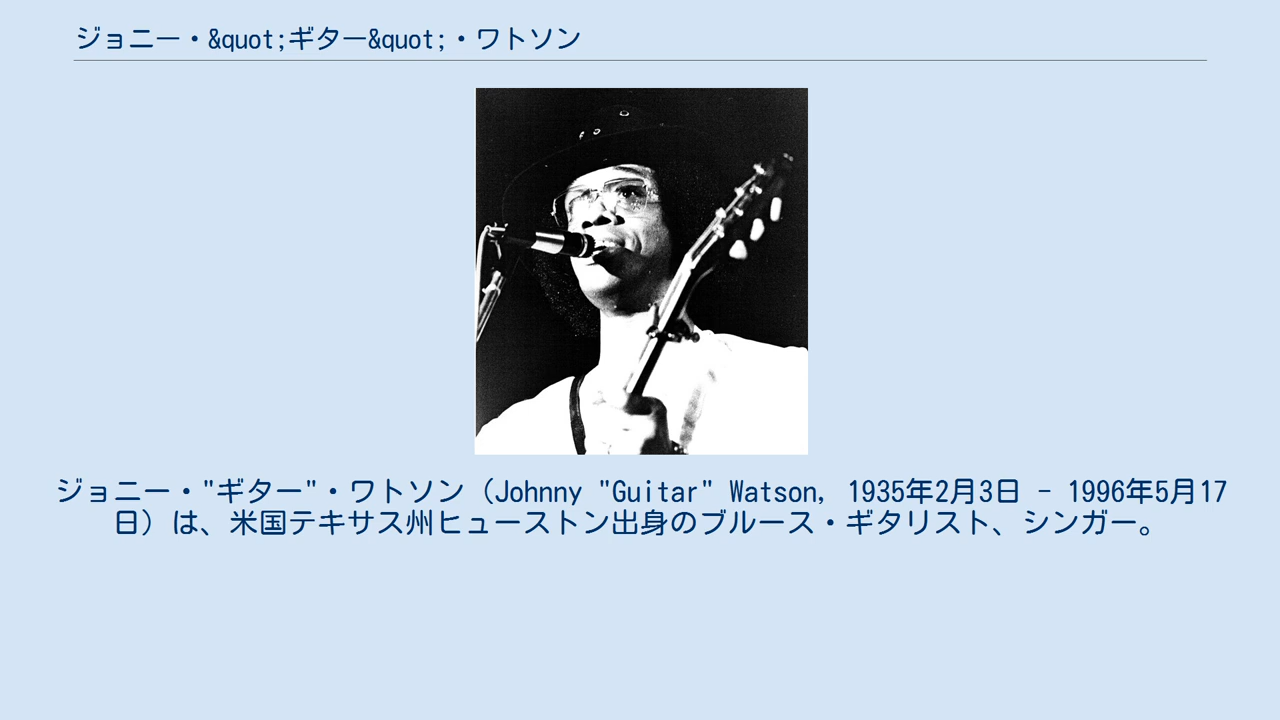 ジョニー・&quot;ギター&quot;・ワトソン
ジョニー・"ギター"・ワトソン（Johnny "Guitar" Watson, 1935年2月3日 - 1996年5月17
日）は、米国テキサス州ヒューストン出身のブルース・ギタリスト、シンガー。